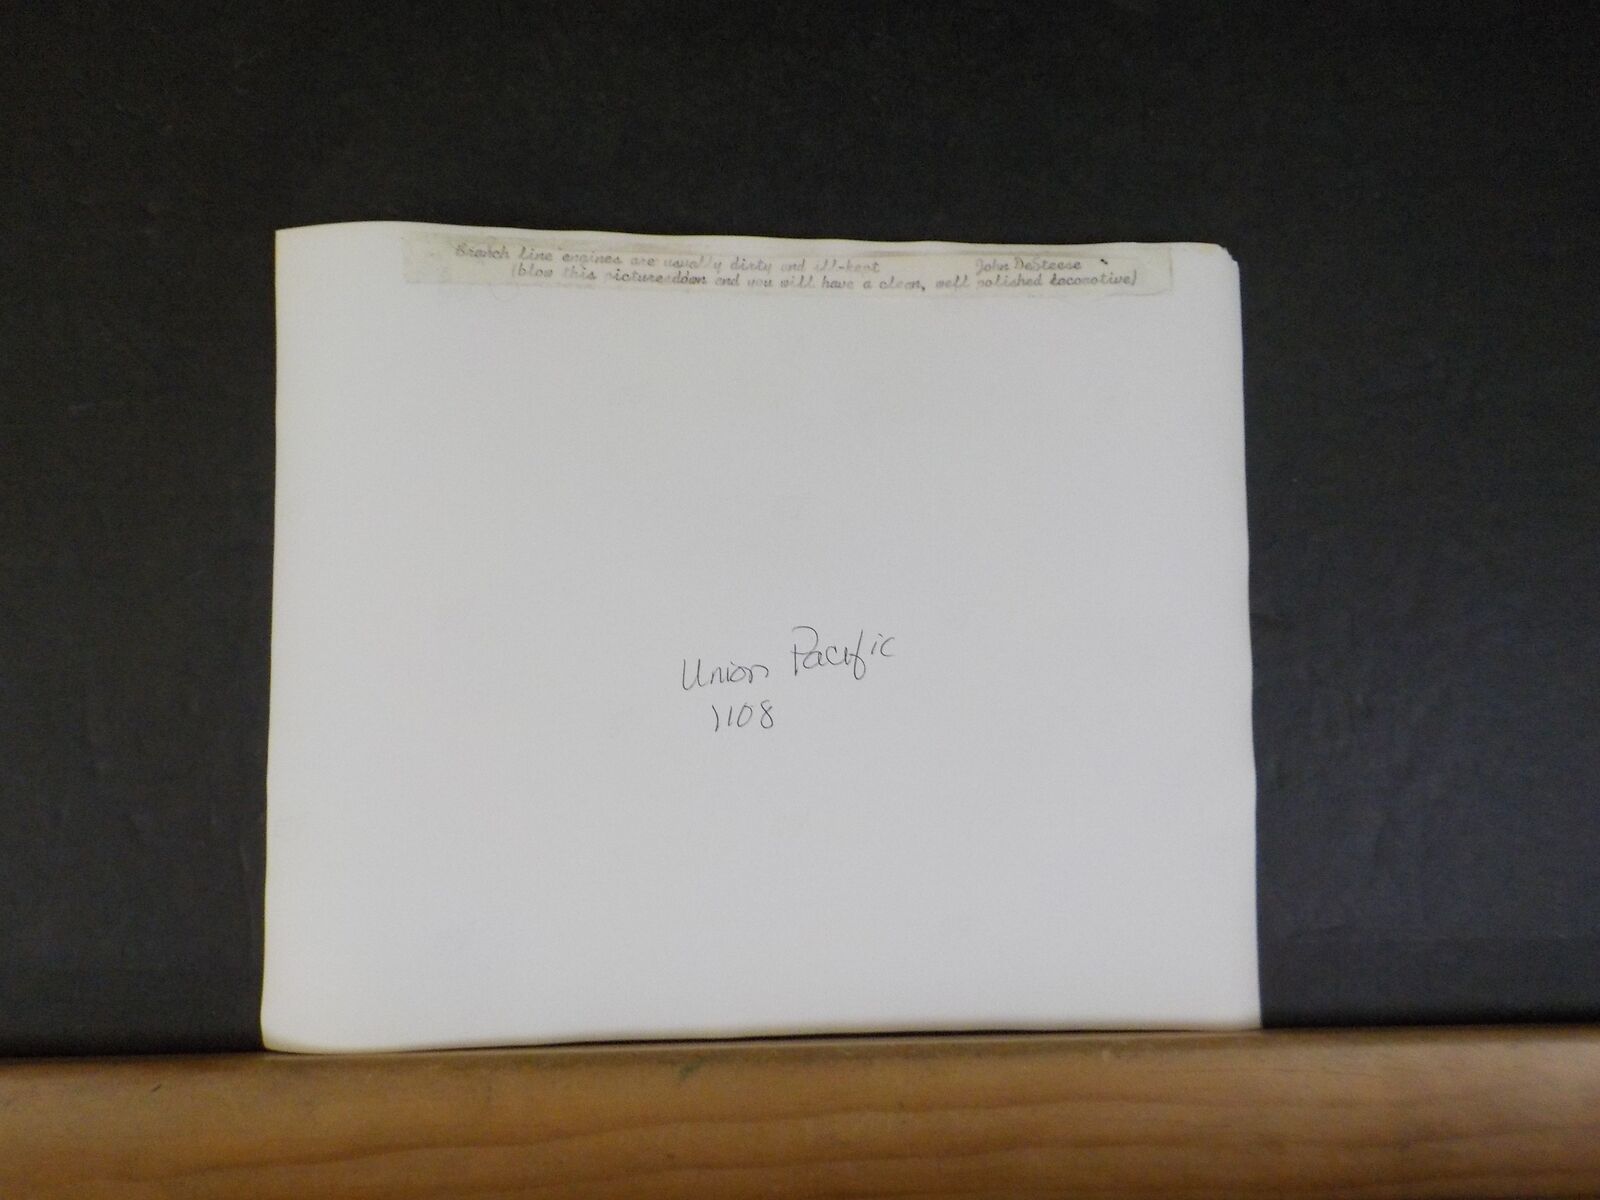 Branch line engines are usually dirty and ill-kept John DeSteese
(blow this picture down and you will have a clean, well polished locomotive)
Union Pacific
1108